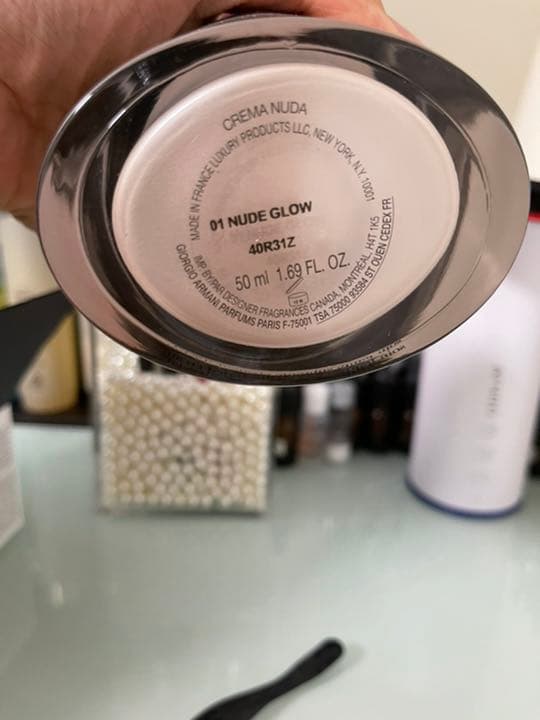 CREMA NUDA
MADE IN FRANCE LUXURY PRODUCTS LLC, NEW YORK, N.Y. 10001
01 NUDE GLOW
40R31Z
50 ml 1.69 FL. OZ.
IMP. BY/PAR DESIGNER FRAGRANCES CANADA, MONTREAL, H4T 1K5
GIORGIO ARMANI PARFUMS PARIS F-75001 TSA 75000 93584 ST OUEN CEDEX FR